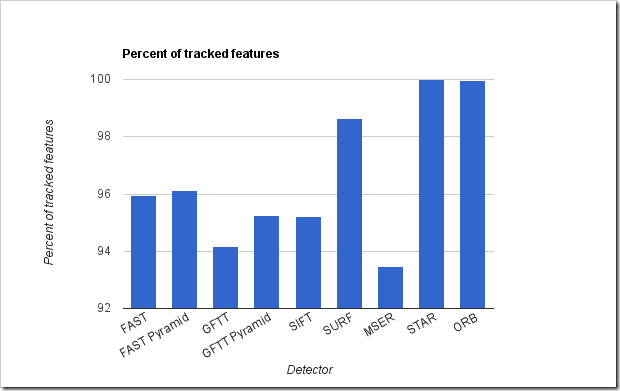 Percent of tracked features
Percent of tracked features
100
98
96
94
92
FAST
FAST Pyramid
GFTT
GFTT Pyramid
SIFT
SURF
MSER
STAR
ORB
Detector